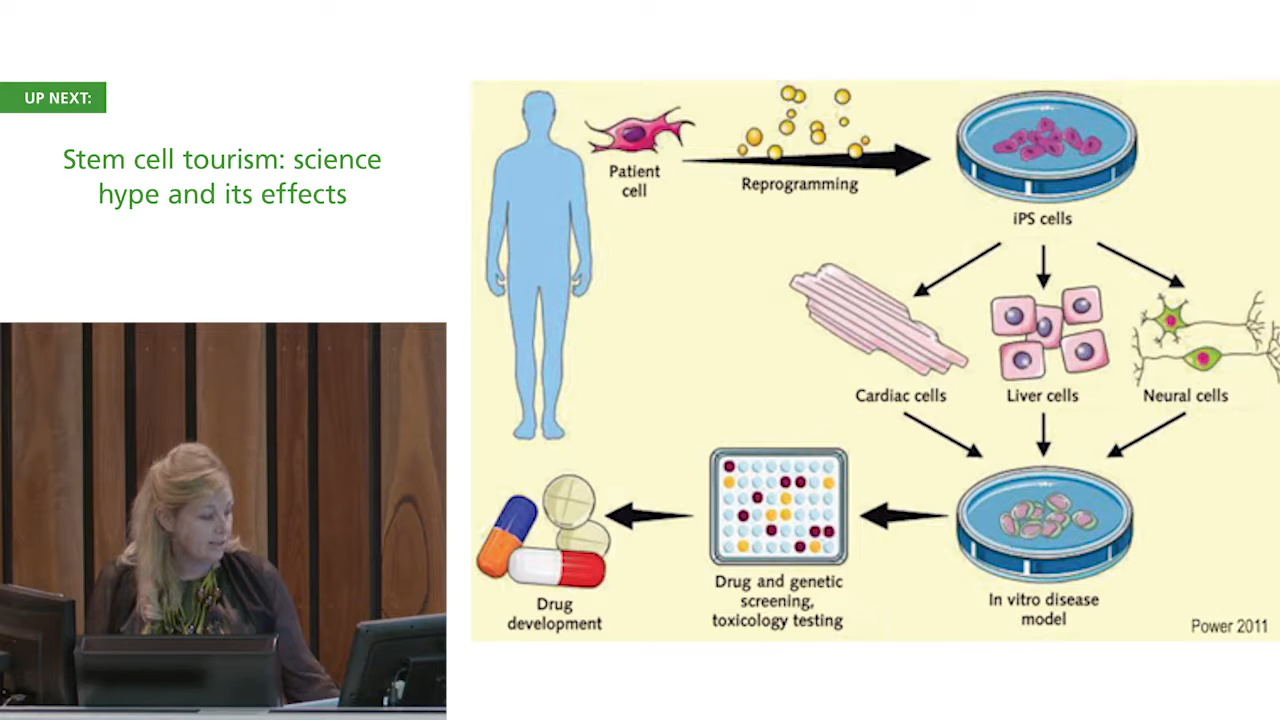 UP NEXT:
Stem cell tourism: science
hype and its effects
Patient
cell
Reprogramming
iPS cells
Cardiac cells
Liver cells
Neural cells
Drug
development
Drug and genetic
screening,
toxicology testing
In vitro disease
model
Power 2011